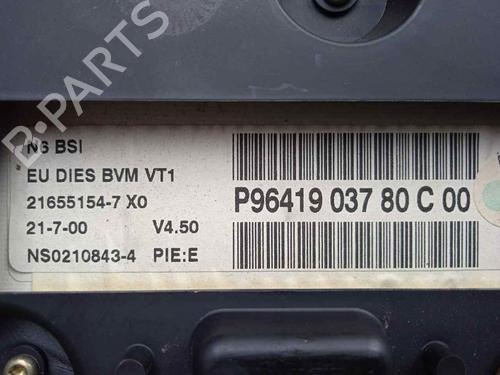 N6 BSI
EU DIES BVM VT1
21655154-7 X0
21-7-00 V4.50
NS0210843-4 PIE:E
P96419 037 80 C 00